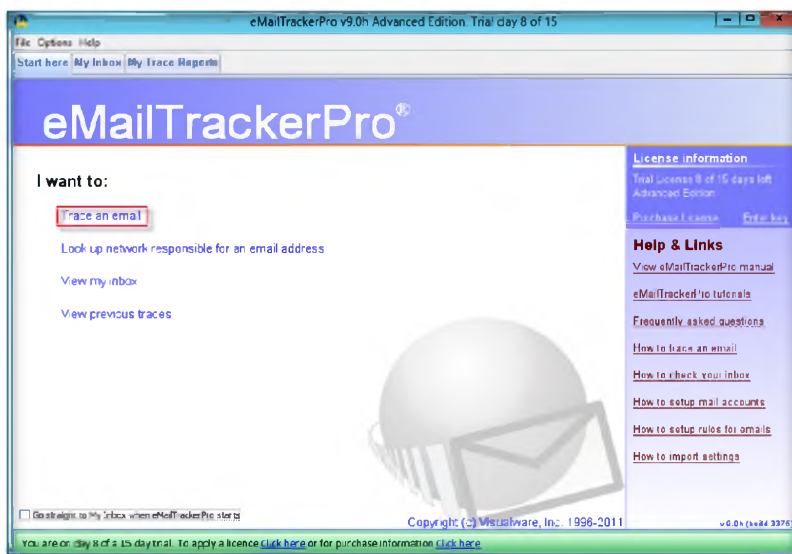 eMailTrackerPro v9.0h Advanced Edition. Trial day 8 of 15
File Options Help
Start here My Inbox My Trace Reports
eMailTrackerPro®
I want to:
Trace an email
Look up network responsible for an email address
View my inbox
View previous traces
License information
Trial License 8 of 15 days left
Advanced Edition
Purchase License Enter key
Help & Links
View eMailTrackerPro manual
eMailTrackerPro tutorials
Frequently asked questions
How to trace an email
How to check your inbox
How to setup mail accounts
How to setup rules for emails
How to import settings
Go straight to My Inbox when eMailTrackerPro starts
Copyright (c) Visualware, Inc. 1996-2011
v9.0h (build 3375)
You are on day 8 of a 15 day trial. To apply a licence Click here or for purchase information Click here